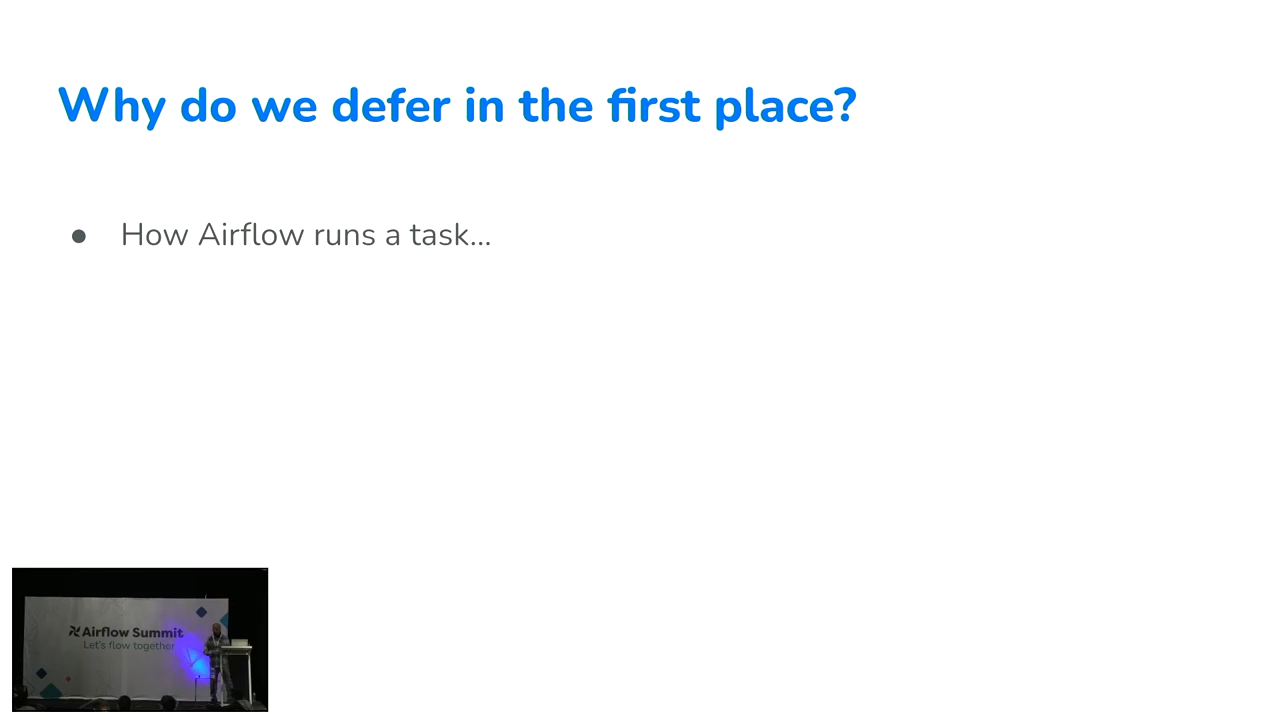 Why do we defer in the first place?
● How Airflow runs a task...
Airflow Summit
Let's flow together